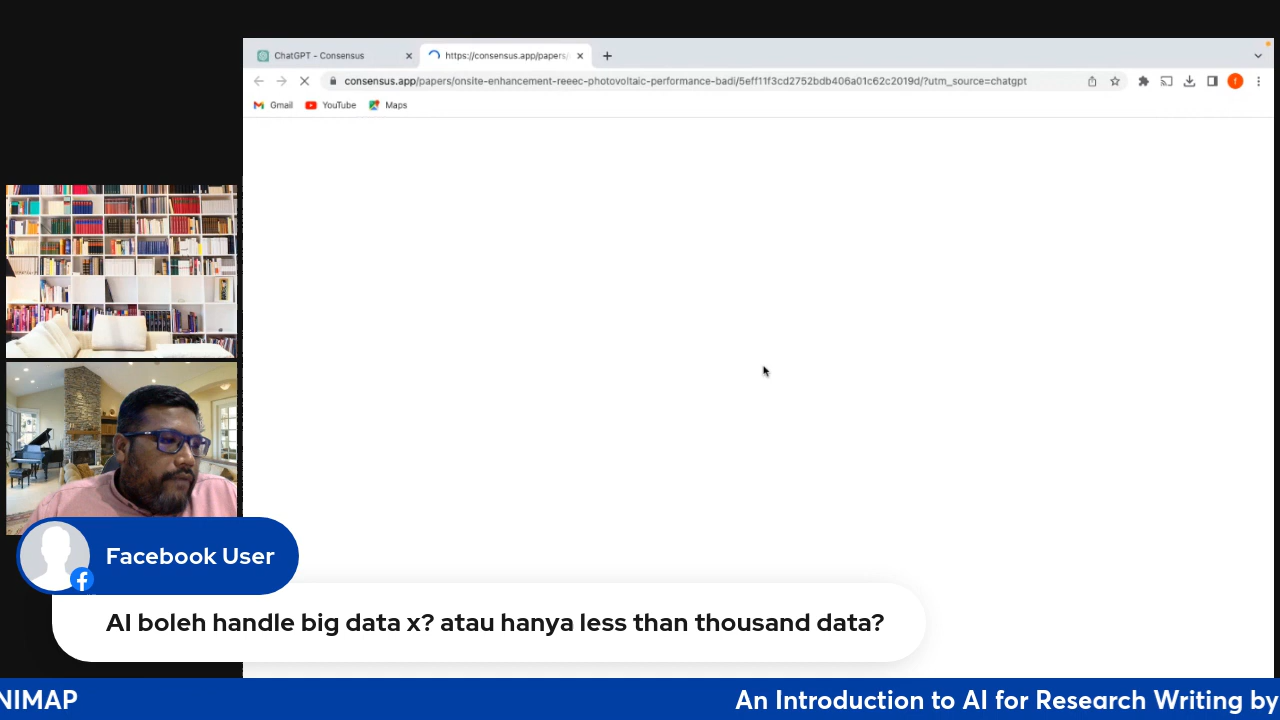 ChatGPT - Consensus
https://consensus.app/papers/
consensus.app/papers/onsite-enhancement-reeec-photovoltaic-performance-badi/5eff11f3cd2752bdb406a01c62c2019d/?utm_source=chatgpt
Gmail YouTube Maps
Facebook User
AI boleh handle big data x? atau hanya less than thousand data?
NIMAP An Introduction to AI for Research Writing by